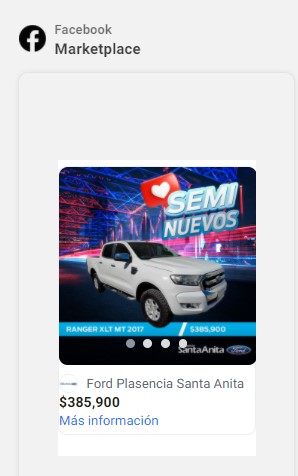 Facebook
Marketplace
SEMI
NUEVOS
RANGER XLT MT 2017
$385,900
SantaAnita Ford
Ford Plasencia Santa Anita
$385,900
Más información